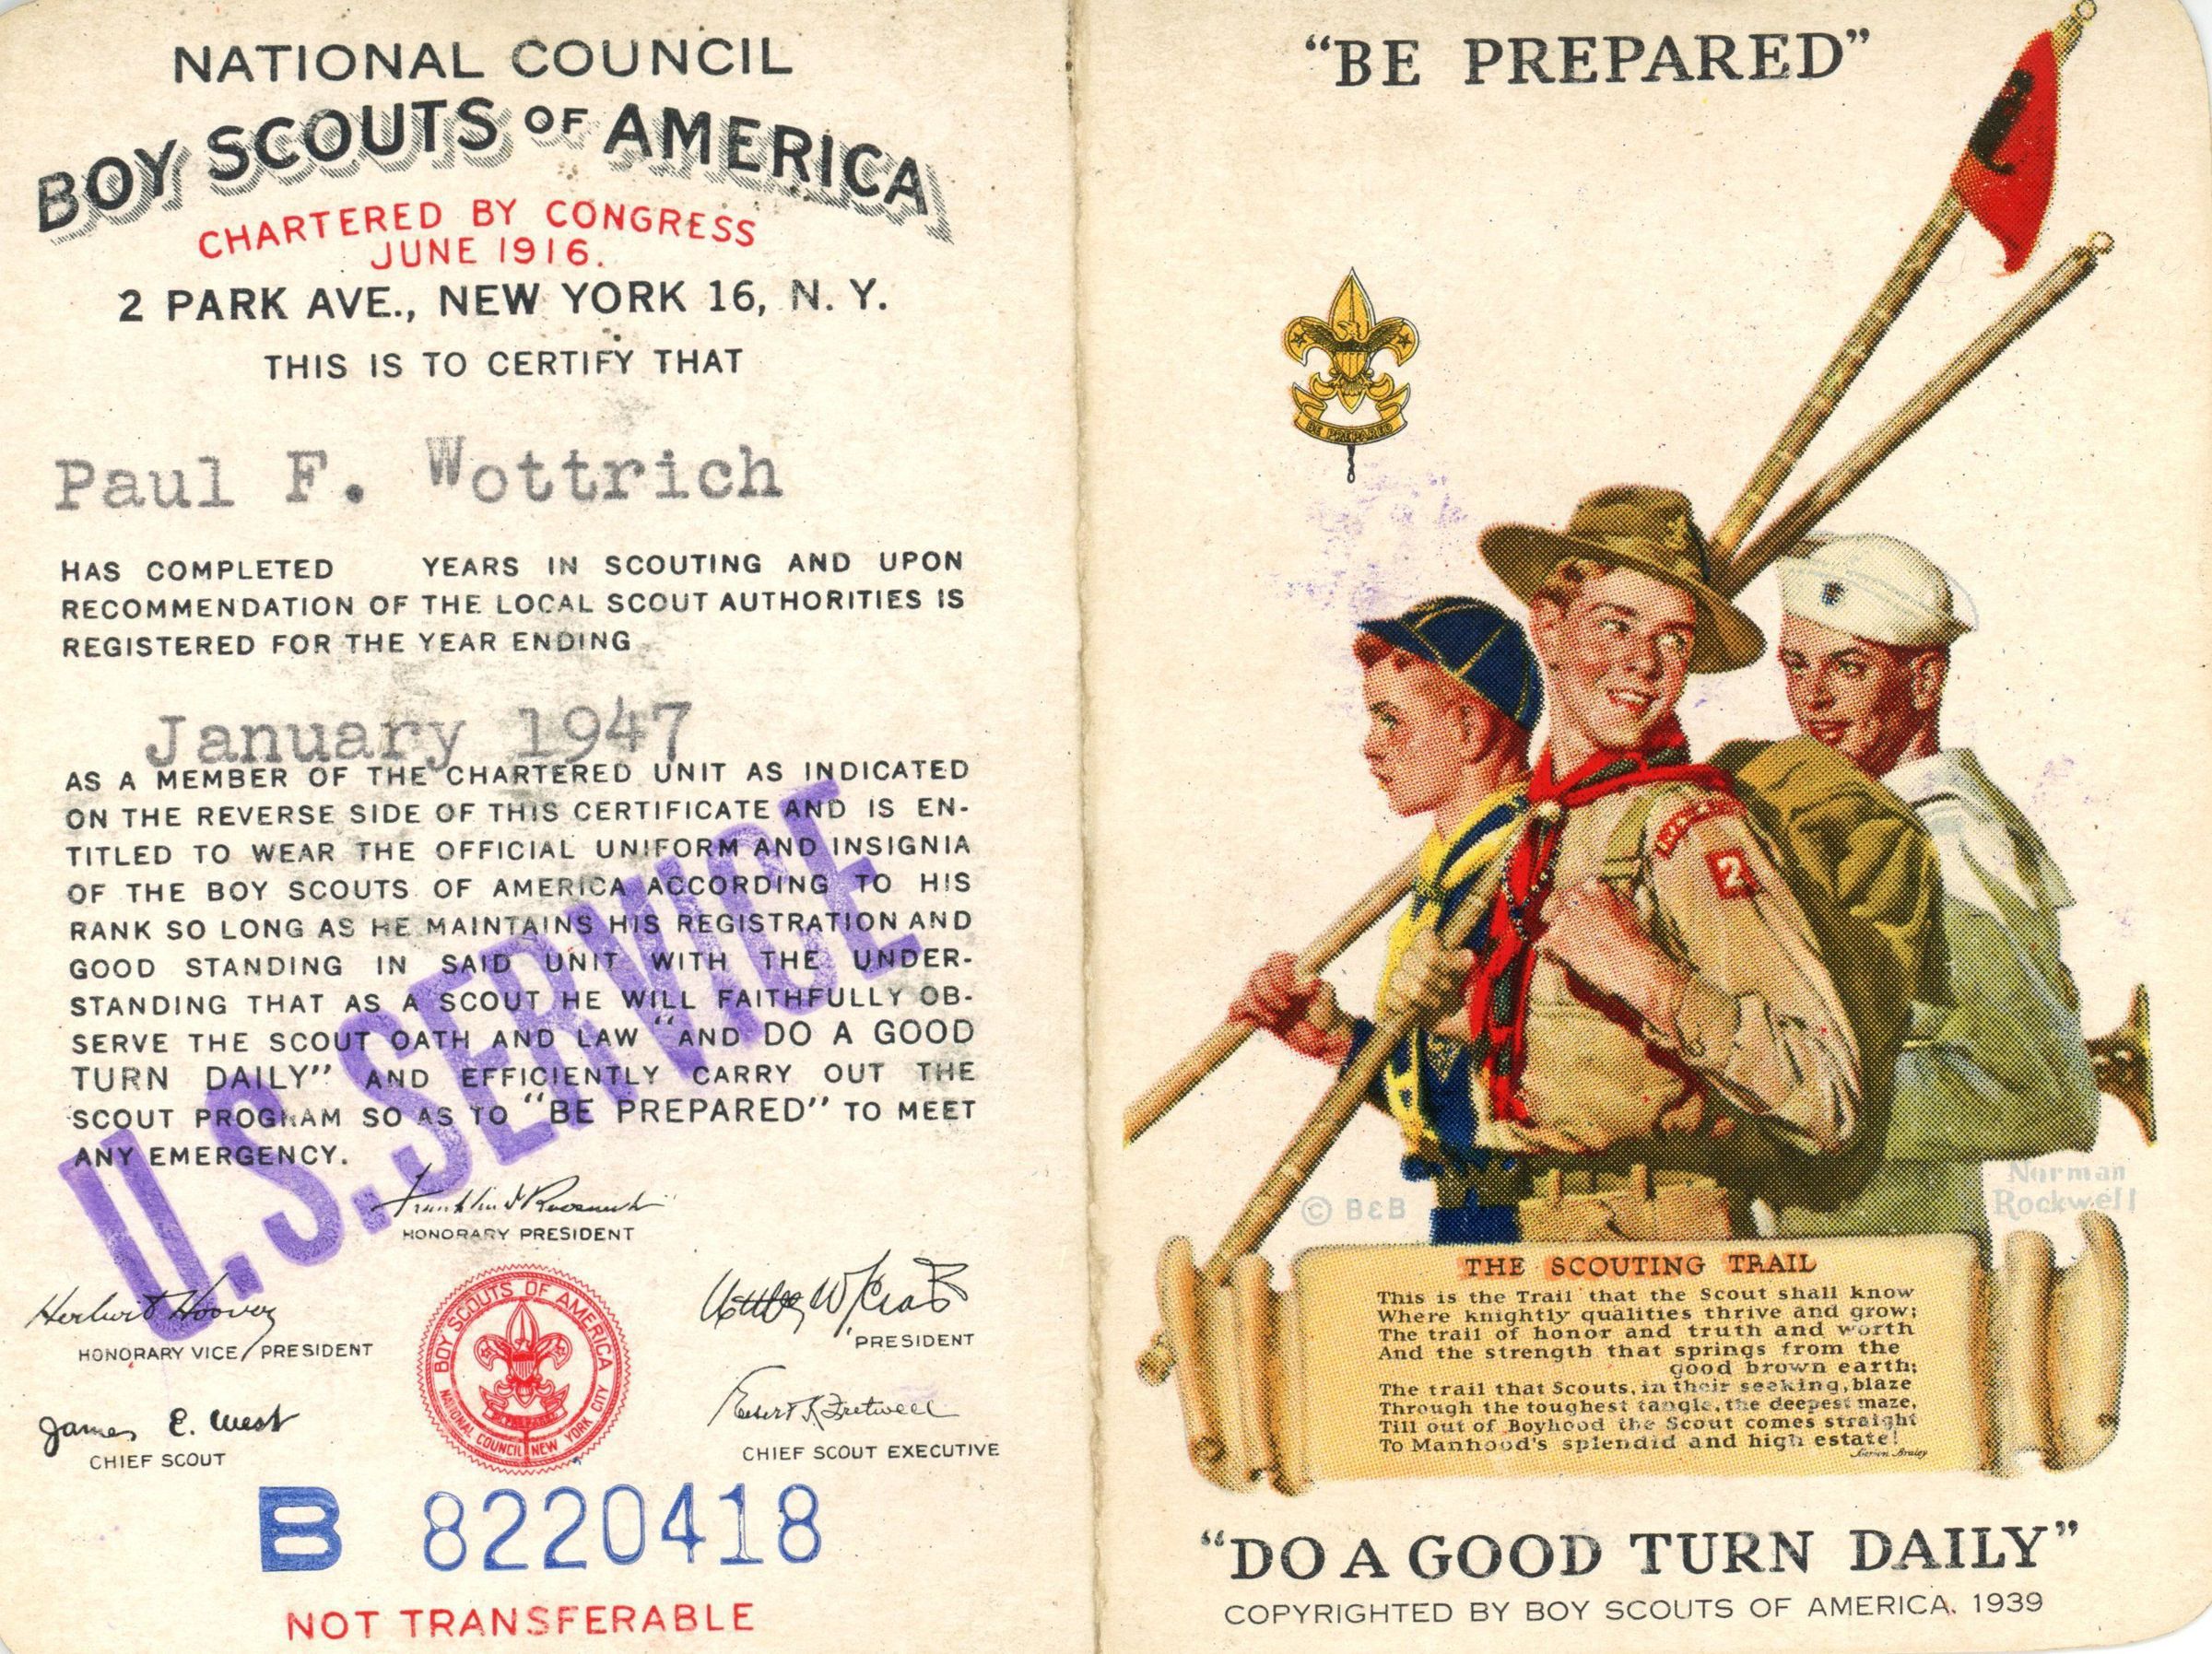 NATIONAL COUNCIL
BOY SCOUTS OF AMERICA
CHARTERED BY CONGRESS
JUNE 1916.
2 PARK AVE., NEW YORK 16, N. Y.
THIS IS TO CERTIFY THAT
Paul F. Wottrich
HAS COMPLETED YEARS IN SCOUTING AND UPON
RECOMMENDATION OF THE LOCAL SCOUT AUTHORITIES IS
REGISTERED FOR THE YEAR ENDING
January 1947
AS A MEMBER OF THE CHARTERED UNIT AS INDICATED
ON THE REVERSE SIDE OF THIS CERTIFICATE AND IS EN-
TITLED TO WEAR THE OFFICIAL UNIFORM AND INSIGNIA
OF THE BOY SCOUTS OF AMERICA ACCORDING TO HIS
RANK SO LONG AS HE MAINTAINS HIS REGISTRATION AND
GOOD STANDING IN SAID UNIT WITH THE UNDER-
STANDING THAT AS A SCOUT HE WILL FAITHFULLY OB-
SERVE THE SCOUT OATH AND LAW "AND DO A GOOD
TURN DAILY" AND EFFICIENTLY CARRY OUT THE
SCOUT PROGRAM SO AS TO "BE PREPARED" TO MEET
ANY EMERGENCY.
U.S.SERVICE
Franklin D Roosevelt
HONORARY PRESIDENT
Herbert Hoover
HONORARY VICE PRESIDENT
PRESIDENT
James E. West
CHIEF SCOUT
CHIEF SCOUT EXECUTIVE
BOY SCOUTS OF AMERICA
NATIONAL COUNCIL NEW YORK CITY
B 8220418
NOT TRANSFERABLE
"BE PREPARED"
BE PREPARED
2
© B&B
Norman
Rockwell
THE SCOUTING TRAIL
This is the Trail that the Scout shall know
Where knightly qualities thrive and grow;
The trail of honor and truth and worth
And the strength that springs from the
good brown earth;
The trail that Scouts, in their seeking, blaze
Through the toughest tangle, the deepest maze,
Till out of Boyhood the Scout comes straight
To Manhood's splendid and high estate!
"DO A GOOD TURN DAILY"
COPYRIGHTED BY BOY SCOUTS OF AMERICA. 1939